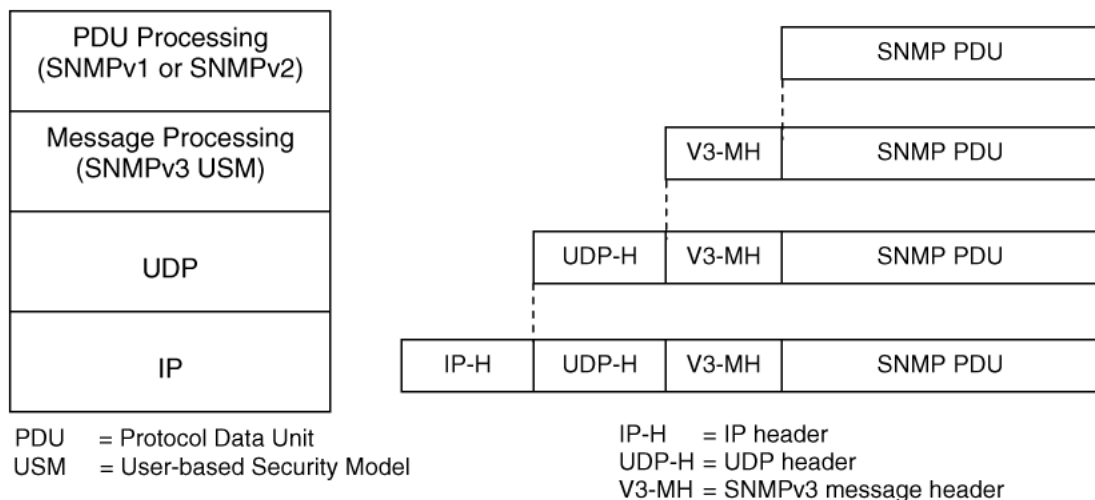 PDU Processing
(SNMPv1 or SNMPv2)
SNMP PDU
Message Processing
(SNMPv3 USM)
V3-MH SNMP PDU
UDP
UDP-H V3-MH SNMP PDU
IP
IP-H UDP-H V3-MH SNMP PDU
PDU = Protocol Data Unit
USM = User-based Security Model
IP-H = IP header
UDP-H = UDP header
V3-MH = SNMPv3 message header